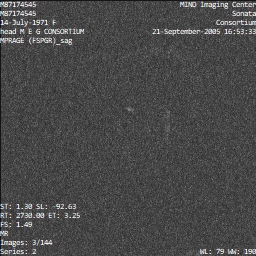 M87174545
M87174545
14-July-1971 F
head M E G CONSORTIUM
MPRAGE (FSPGR)_sag
MIND Imaging Center
Sonata
Consortium
21-September-2005 16:53:33
ST: 1.30 SL: -92.63
RT: 2730.00 ET: 3.25
FS: 1.49
MR
Images: 3/144
Series: 2
WL: 79 WW: 190